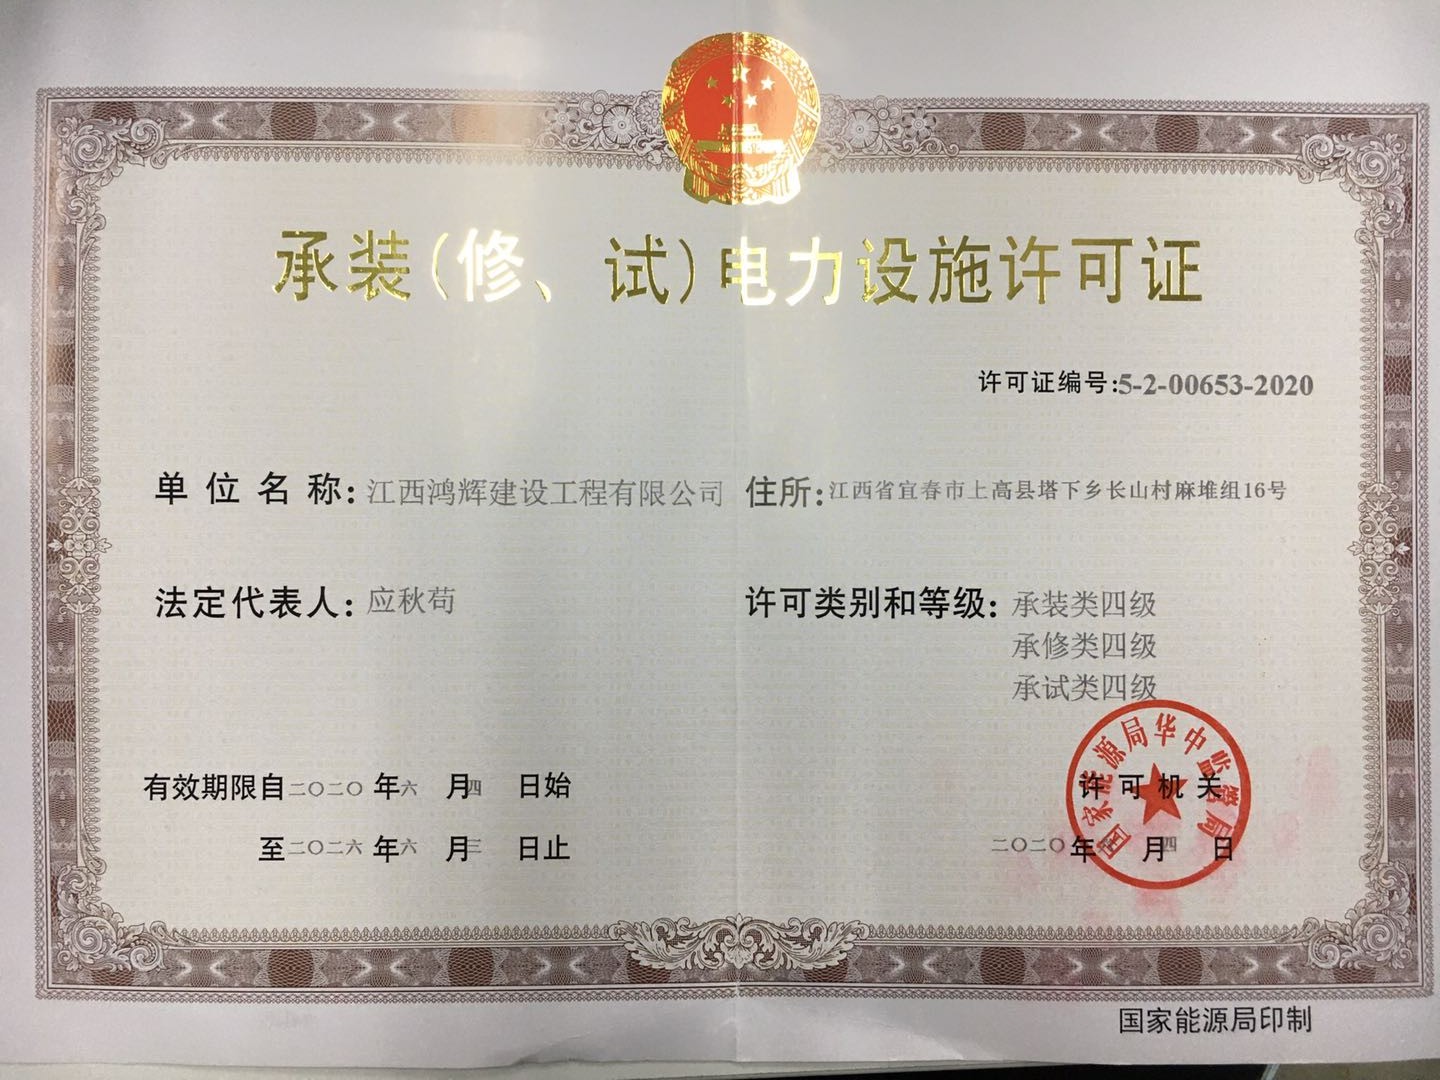 承装(修、试)电力设施许可证
许可证编号:5-2-00653-2020
单位名称:江西鸿辉建设工程有限公司
住所:江西省宜春市上高县塔下乡长山村麻堆组16号
法定代表人:应秋苟
许可类别和等级:承装类四级
承修类四级
承试类四级
有效期限自二〇二〇年六月四日始
至二〇二六年六月三日止
国家能源局华中监管局
许可机关
二〇二〇年 月四日
国家能源局印制